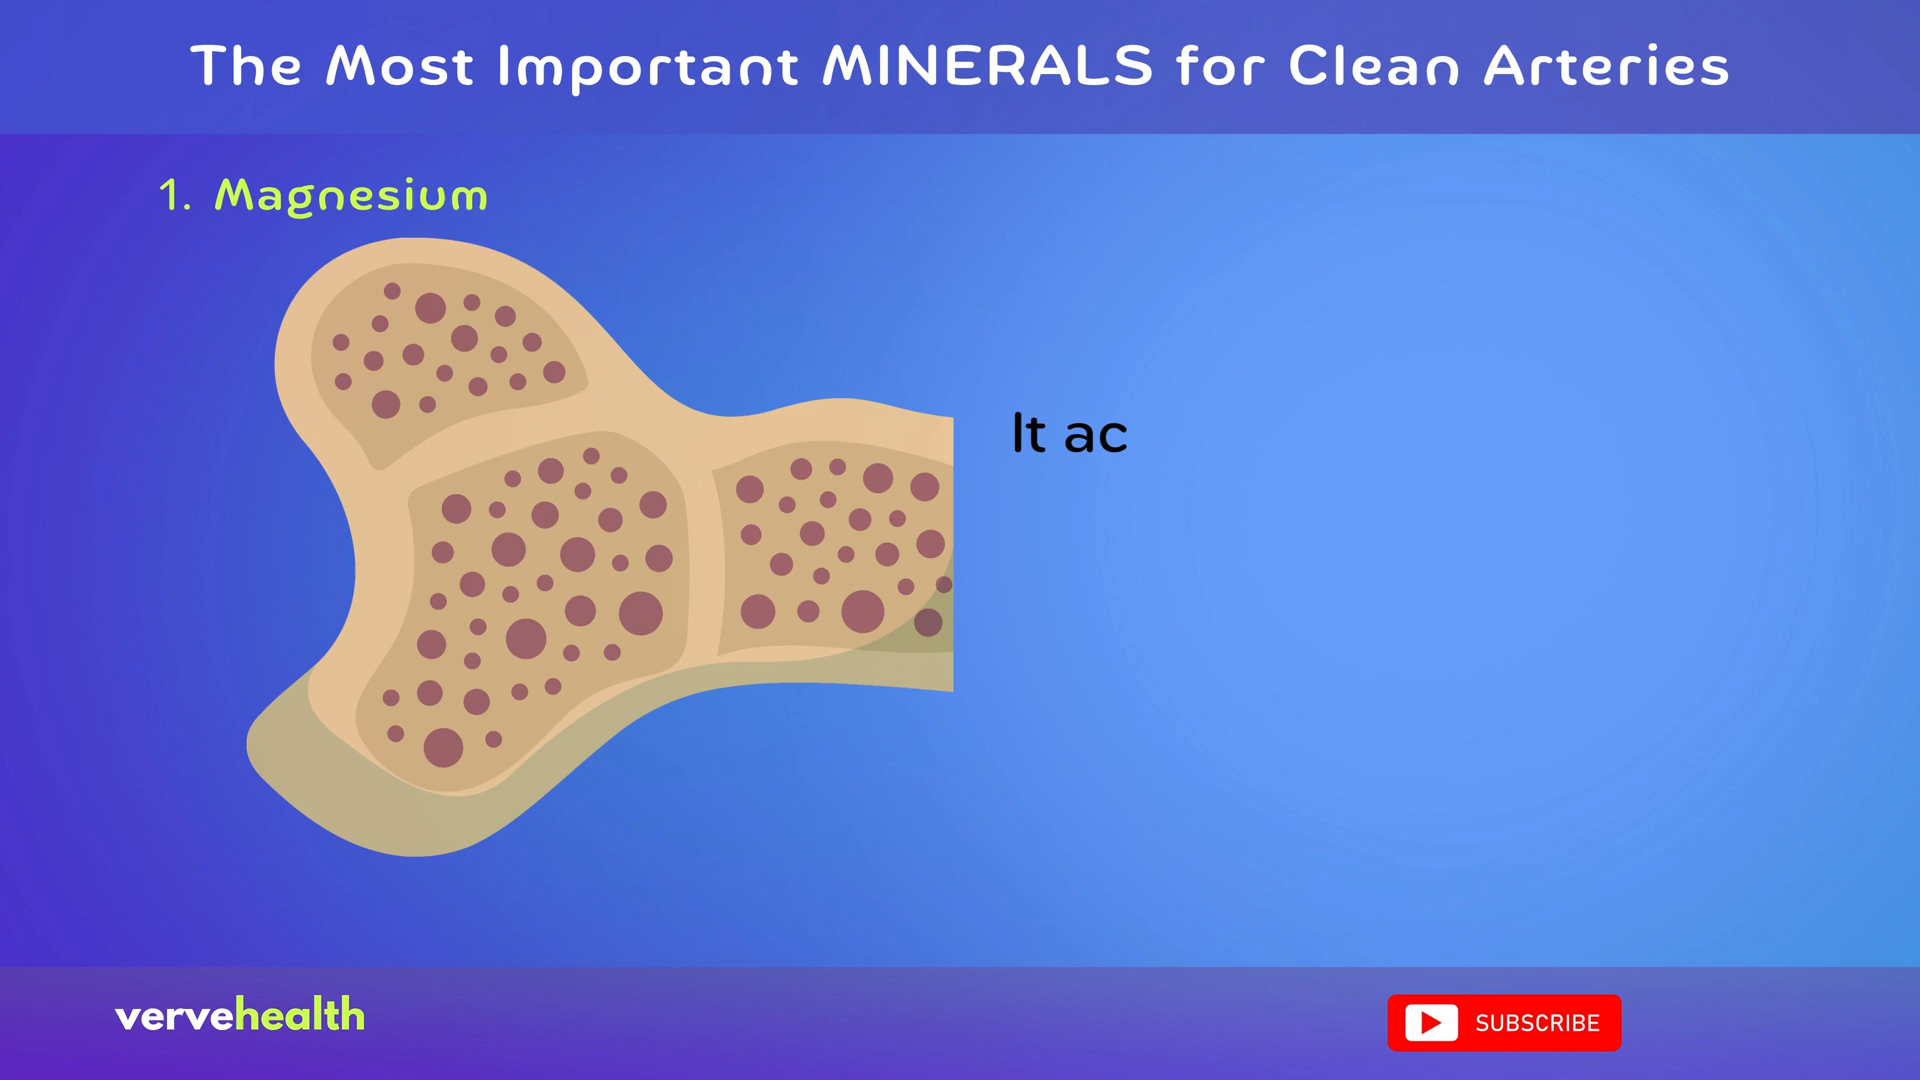 The Most Important MINERALS for Clean Arteries
1. Magnesium
It ac
vervehealth
SUBSCRIBE